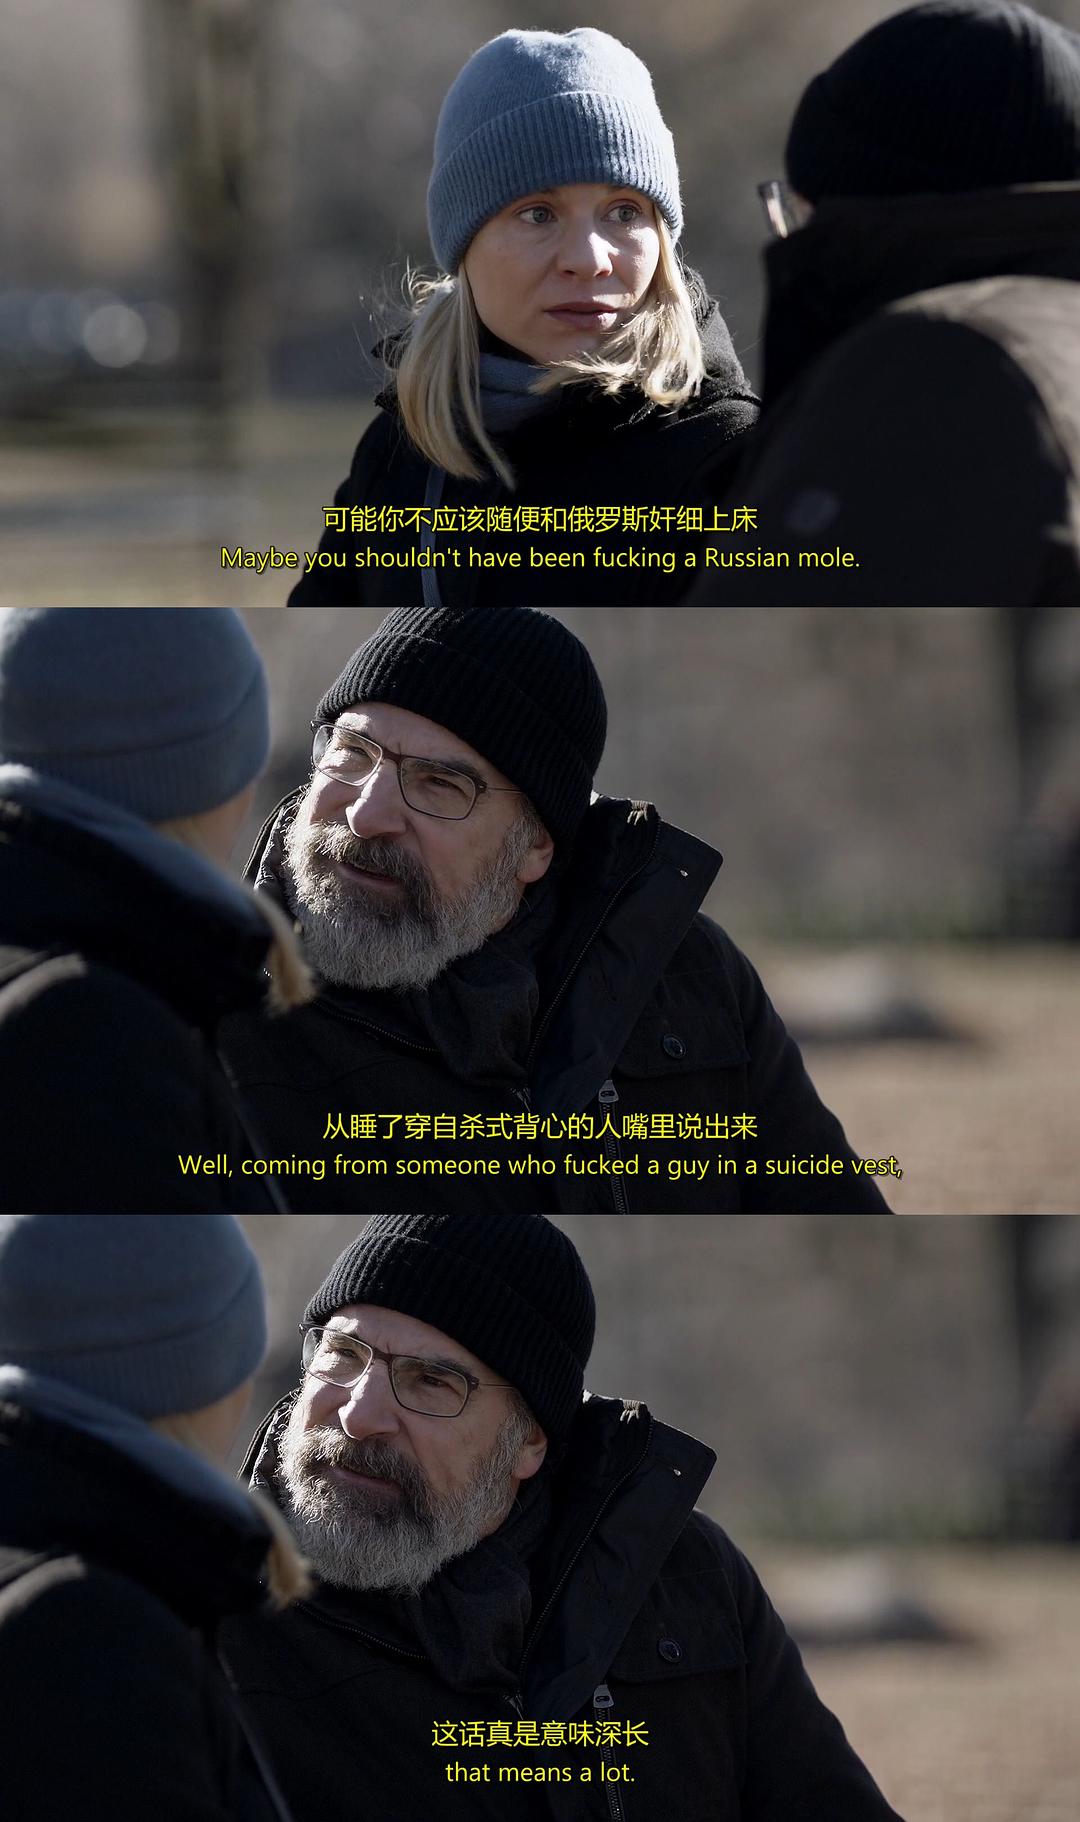 可能你不应该随便和俄罗斯奸细上床
Maybe you shouldn't have been fucking a Russian mole.
从睡了穿自杀式背心的人嘴里说出来
Well, coming from someone who fucked a guy in a suicide vest,
这话真是意味深长
that means a lot.